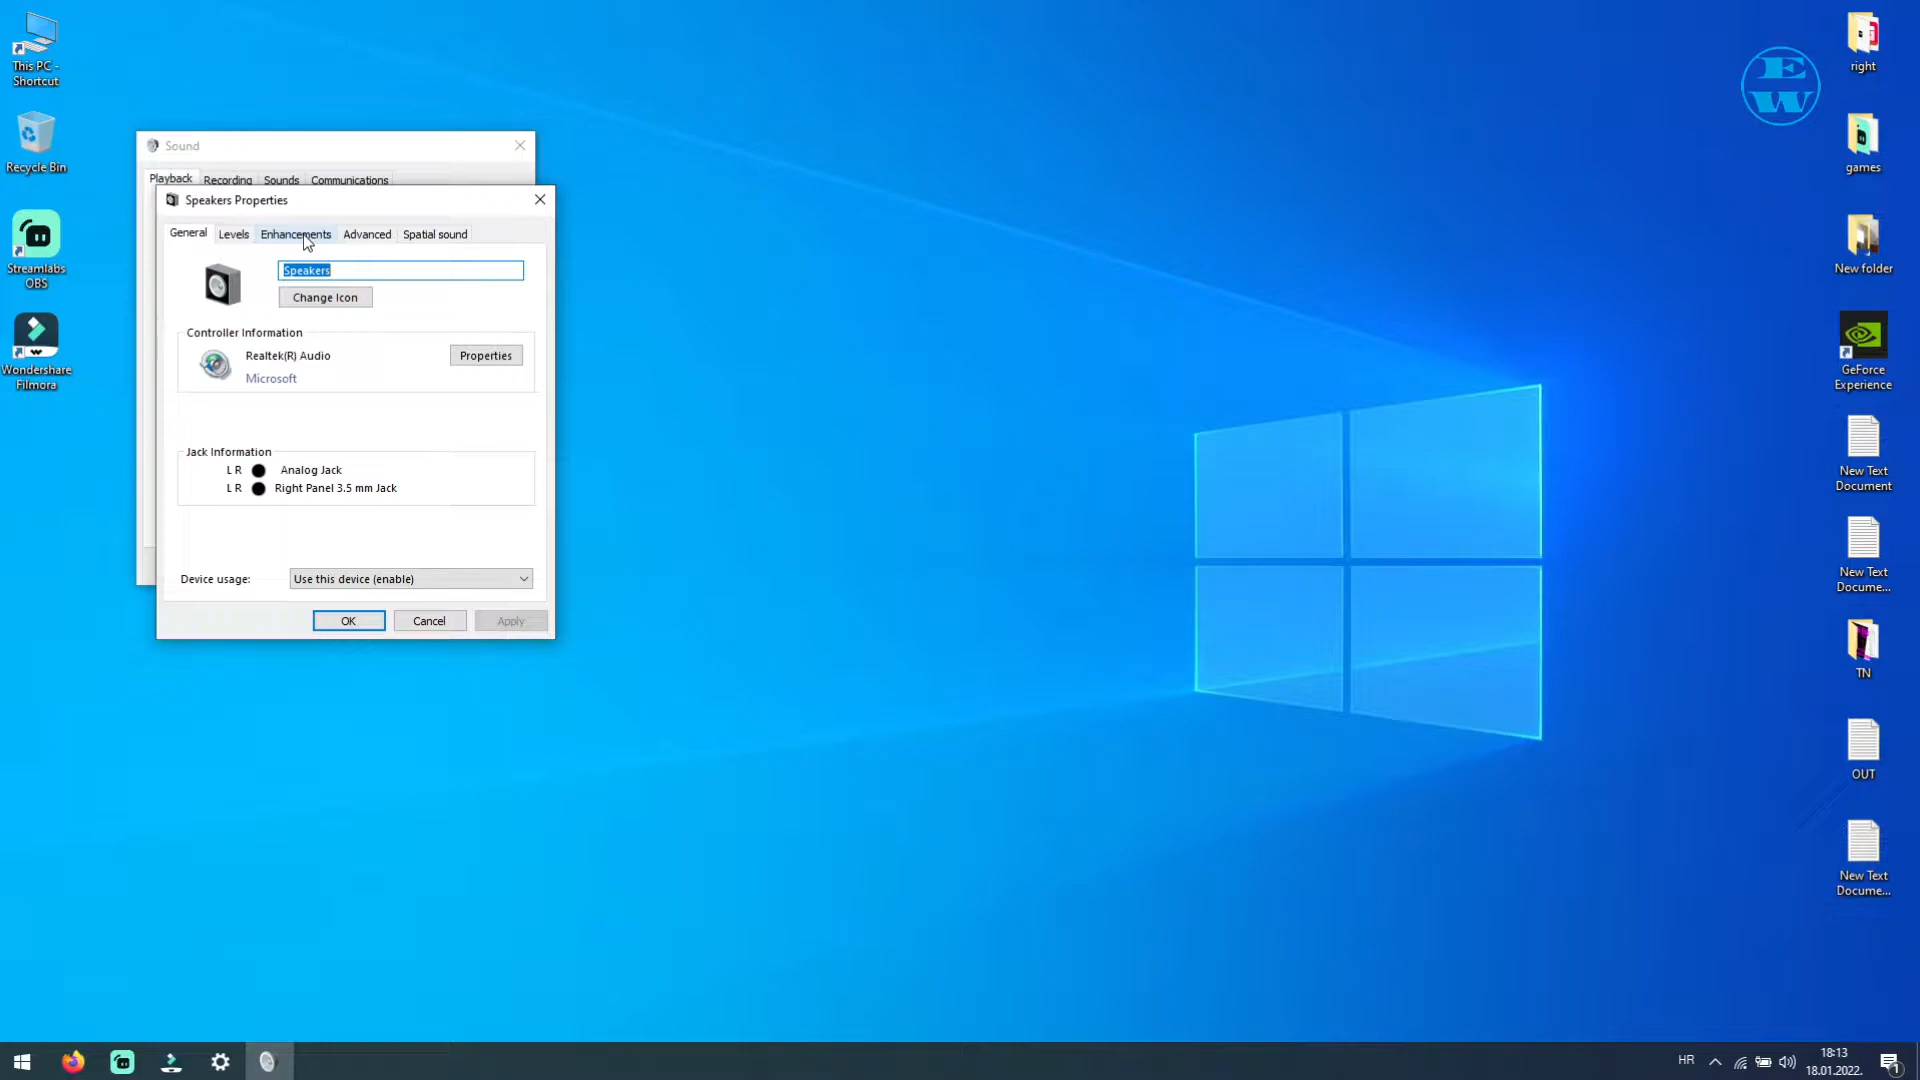 This PC -
Shortcut
Recycle Bin
Streamlabs
OBS
Wondershare
Filmora
Sound
Playback Recording Sounds Communications
Speakers Properties
General Levels Enhancements Advanced Spatial sound
Speakers
Change Icon
Controller Information
Realtek(R) Audio
Properties
Microsoft
Jack Information
L R Analog Jack
L R Right Panel 3.5 mm Jack
Device usage: Use this device (enable)
OK Cancel Apply
EW
right
games
New folder
GeForce
Experience
New Text
Document
New Text
Docume...
TN
OUT
New Text
Docume...
HR
18:13
18.01.2022.
1